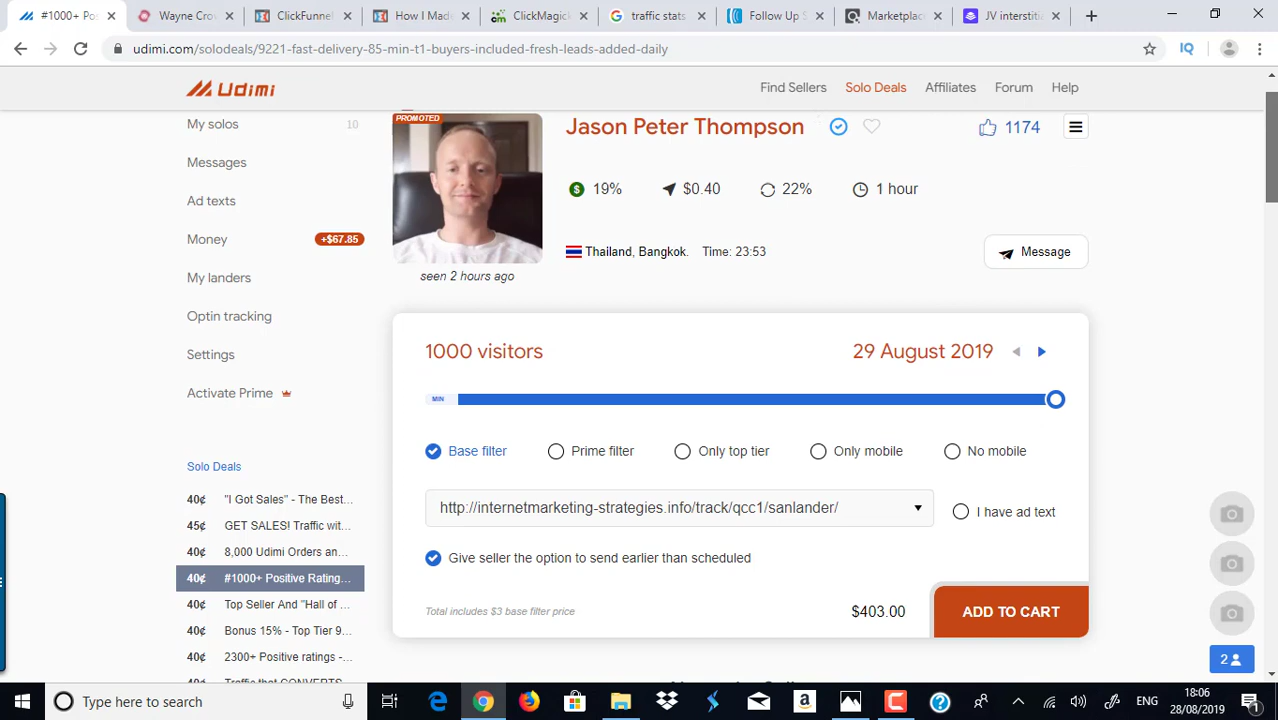 #1000+ Po
Wayne Cro
ClickFunnel
How I Made
ClickMagick
traffic stats
Follow Up S
Marketplac
JV interstiti
udimi.com/solodeals/9221-fast-delivery-85-min-t1-buyers-included-fresh-leads-added-daily
IQ
Udimi
Find Sellers
Solo Deals
Affiliates
Forum
Help
My solos 10
Messages
Ad texts
Money +$67.85
My landers
Optin tracking
Settings
Activate Prime
Solo Deals
40¢ "I Got Sales" - The Best...
45¢ GET SALES! Traffic wit...
40¢ 8,000 Udimi Orders an...
40¢ #1000+ Positive Rating...
40¢ Top Seller And "Hall of ...
40¢ Bonus 15% - Top Tier 9...
40¢ 2300+ Positive ratings -...
PROMOTED
seen 2 hours ago
Jason Peter Thompson
1174
19%
$0.40
22%
1 hour
Thailand, Bangkok. Time: 23:53
Message
1000 visitors
29 August 2019
MIN
Base filter
Prime filter
Only top tier
Only mobile
No mobile
http://internetmarketing-strategies.info/track/qcc1/sanlander/
I have ad text
Give seller the option to send earlier than scheduled
Total includes $3 base filter price
$403.00
ADD TO CART
2
Type here to search
ENG
18:06
28/08/2019
1